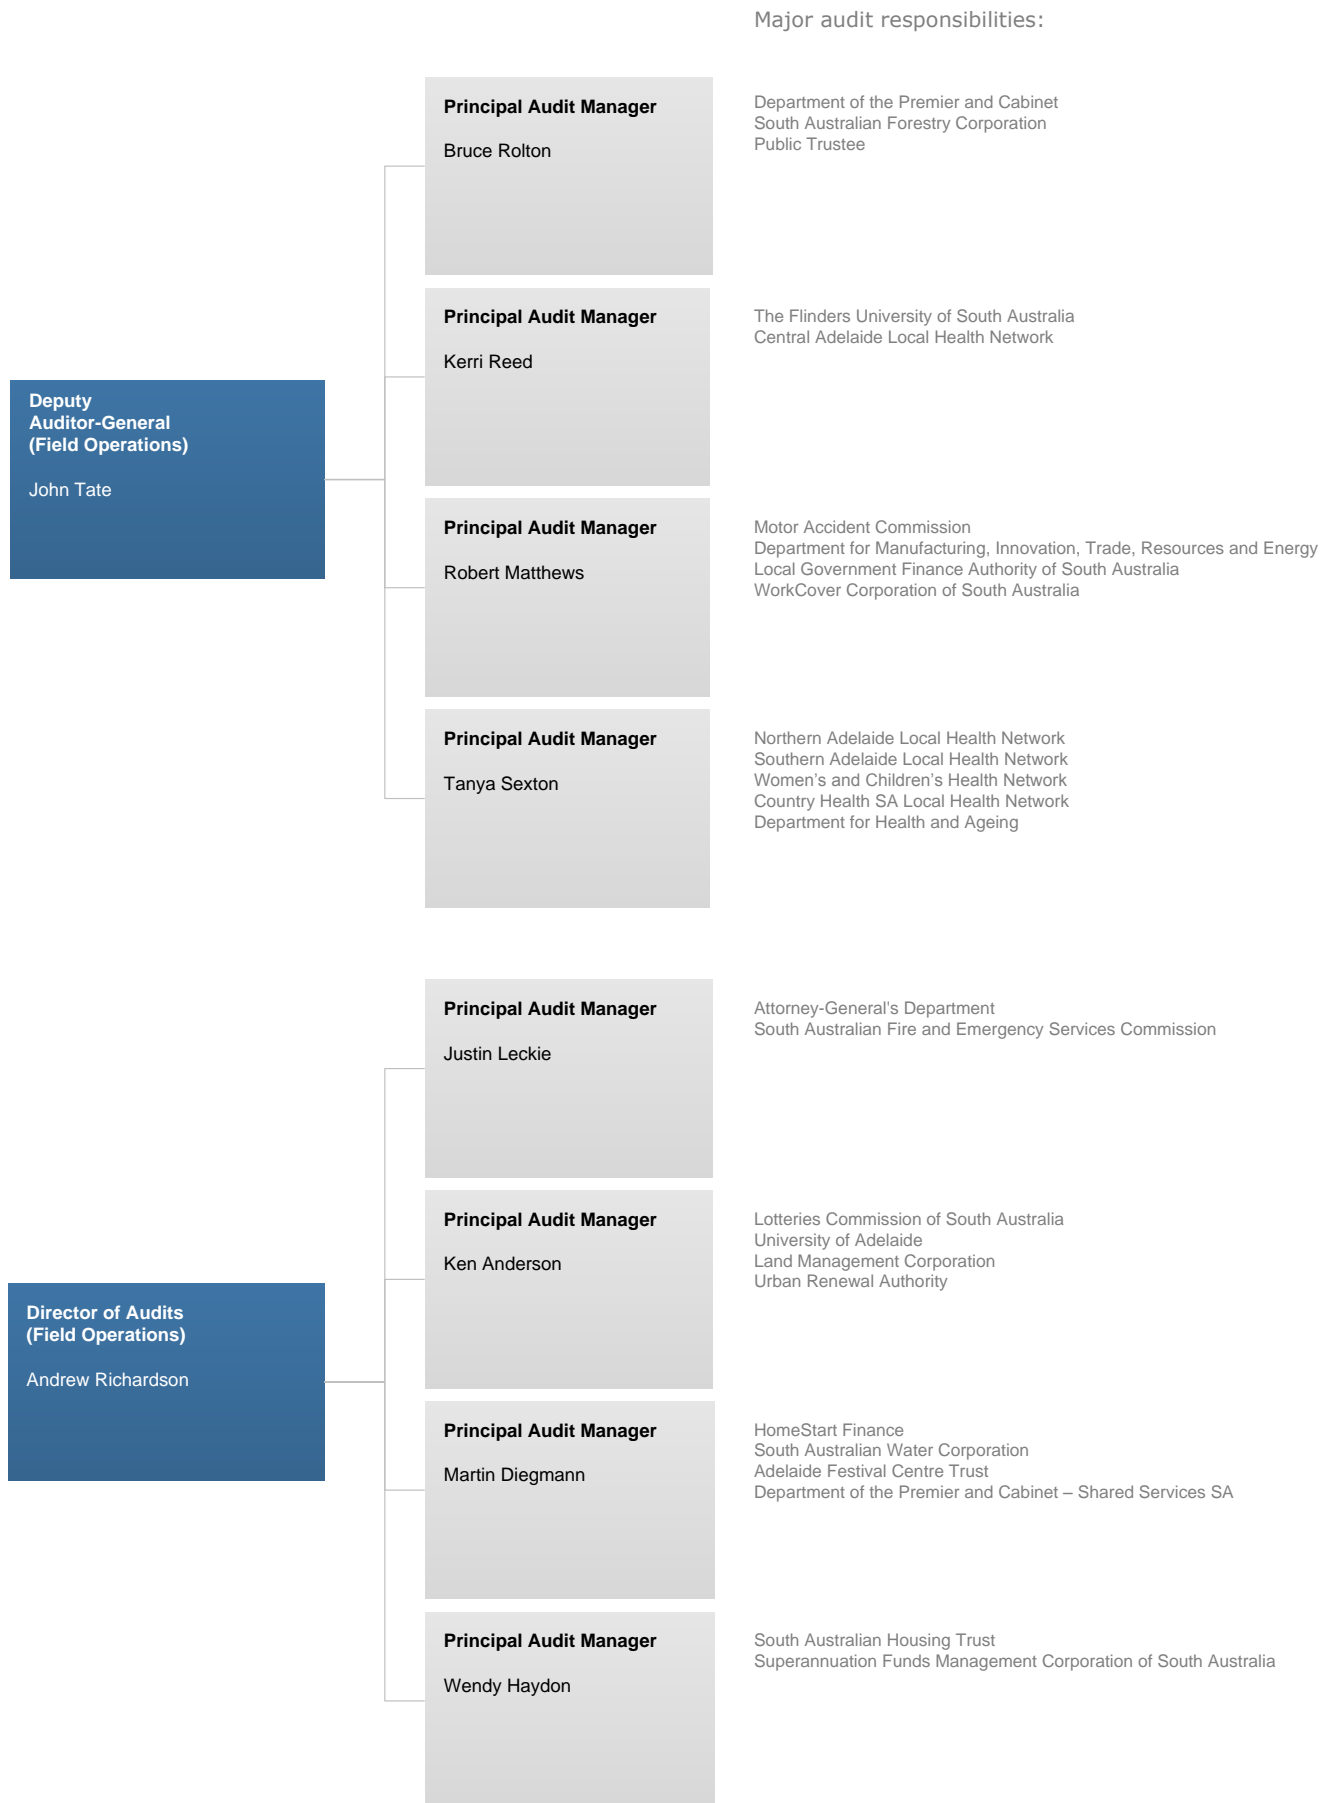 Major audit responsibilities:
Principal Audit Manager
Bruce Rolton
Department of the Premier and Cabinet
South Australian Forestry Corporation
Public Trustee
Principal Audit Manager
Kerri Reed
The Flinders University of South Australia
Central Adelaide Local Health Network
Deputy
Auditor-General
(Field Operations)
John Tate
Principal Audit Manager
Robert Matthews
Motor Accident Commission
Department for Manufacturing, Innovation, Trade, Resources and Energy
Local Government Finance Authority of South Australia
WorkCover Corporation of South Australia
Principal Audit Manager
Tanya Sexton
Northern Adelaide Local Health Network
Southern Adelaide Local Health Network
Women’s and Children’s Health Network
Country Health SA Local Health Network
Department for Health and Ageing
Principal Audit Manager
Justin Leckie
Attorney-General's Department
South Australian Fire and Emergency Services Commission
Principal Audit Manager
Ken Anderson
Lotteries Commission of South Australia
University of Adelaide
Land Management Corporation
Urban Renewal Authority
Director of Audits
(Field Operations)
Andrew Richardson
Principal Audit Manager
Martin Diegmann
HomeStart Finance
South Australian Water Corporation
Adelaide Festival Centre Trust
Department of the Premier and Cabinet – Shared Services SA
Principal Audit Manager
Wendy Haydon
South Australian Housing Trust
Superannuation Funds Management Corporation of South Australia